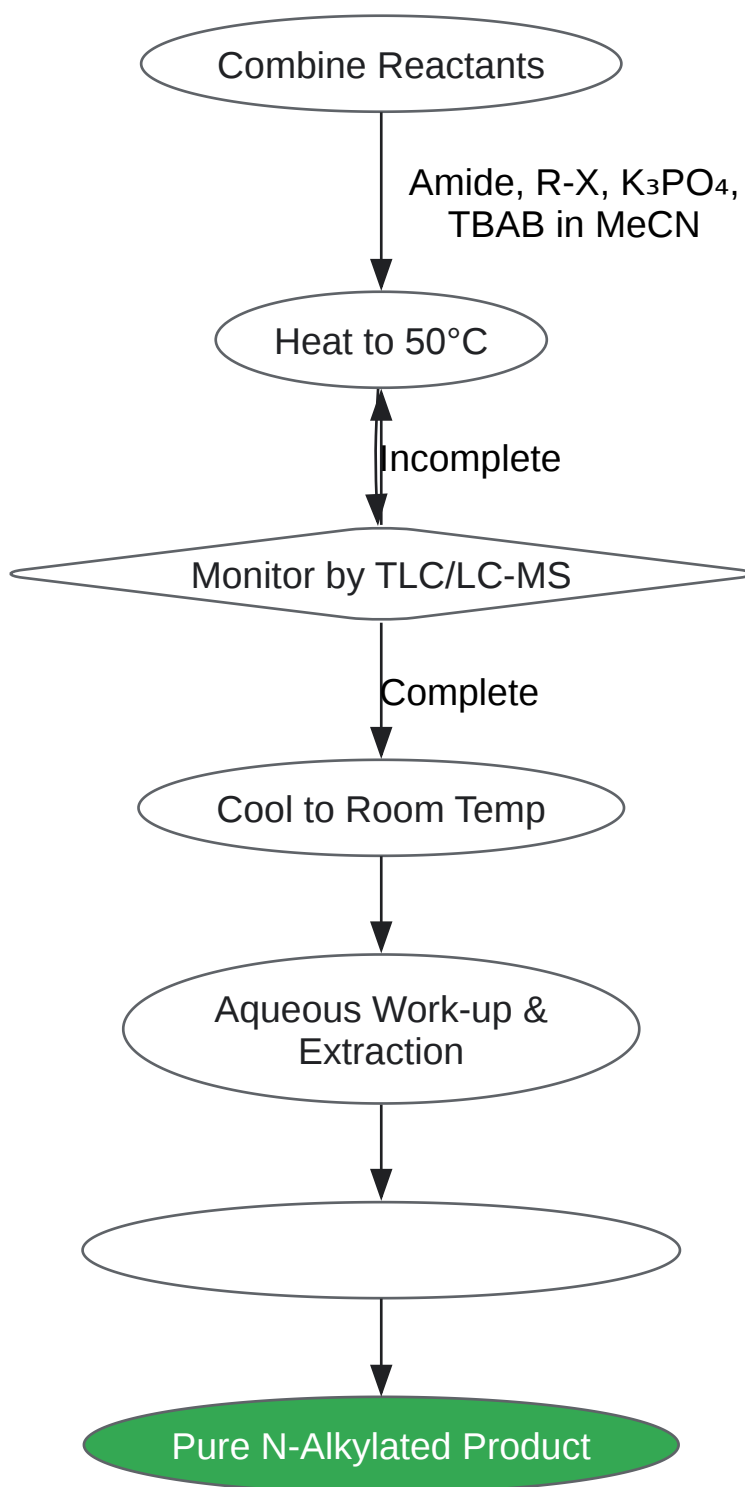 Combine Reactants
Amide, R-X, K₃PO₄,
TBAB in MeCN
Heat to 50°C
Incomplete
Monitor by TLC/LC-MS
Complete
Cool to Room Temp
Aqueous Work-up &
Extraction
Pure N-Alkylated Product